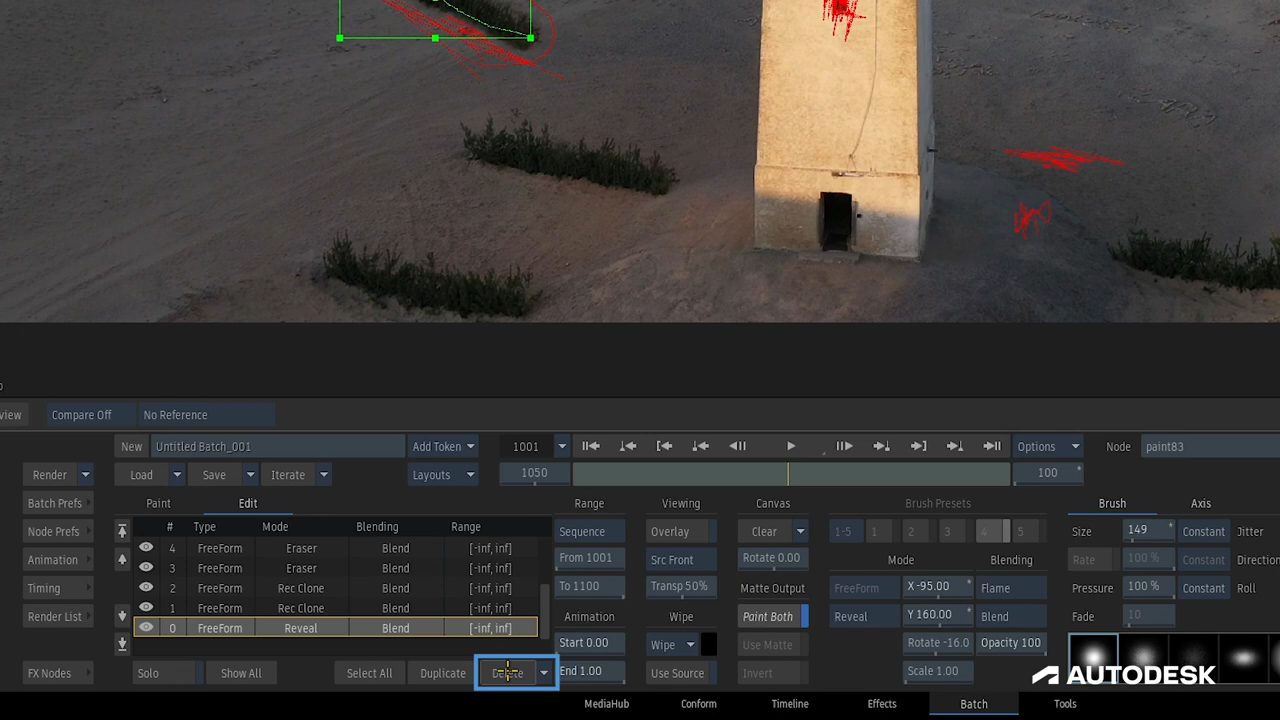 view Compare Off No Reference
New Untitled Batch_001 Add Token 1001 Options Node paint83
Render Load Save Iterate Layouts 1050 100
Batch Prefs Paint Edit Range Viewing Canvas Brush Presets Brush Axis
Node Prefs # Type Mode Blending Range Sequence Overlay Clear 1-5 1 2 3 4 5 Size 149 Constant Jitter
4 FreeForm Eraser Blend [-inf, inf]
Animation 3 FreeForm Eraser Blend [-inf, inf] From 1001 Src Front Rotate 0.00 Mode Blending Rate 100 % Constant Direction
Timing 2 FreeForm Rec Clone Blend [-inf, inf] To 1100 Transp 50% Matte Output FreeForm X -95.00 Flame Pressure 100 % Constant Roll
1 FreeForm Rec Clone Blend [-inf, inf]
Render List Animation Wipe Paint Both Reveal Y 160.00 Blend Fade 10
0 FreeForm Reveal Blend [-inf, inf]
Start 0.00 Wipe Use Matte Rotate -16.0 Opacity 100
FX Nodes Solo Show All Select All Duplicate Delete End 1.00 Use Source Invert Scale 1.00
AUTODESK
MediaHub Conform Timeline Effects Batch Tools